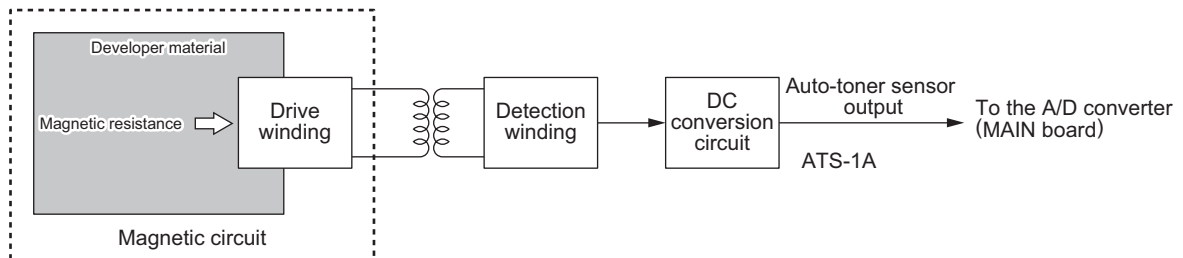 Developer material
Magnetic resistance
Drive
winding
Magnetic circuit
Detection
winding
DC
conversion
circuit
Auto-toner sensor
output
ATS-1A
To the A/D converter
(MAIN board)